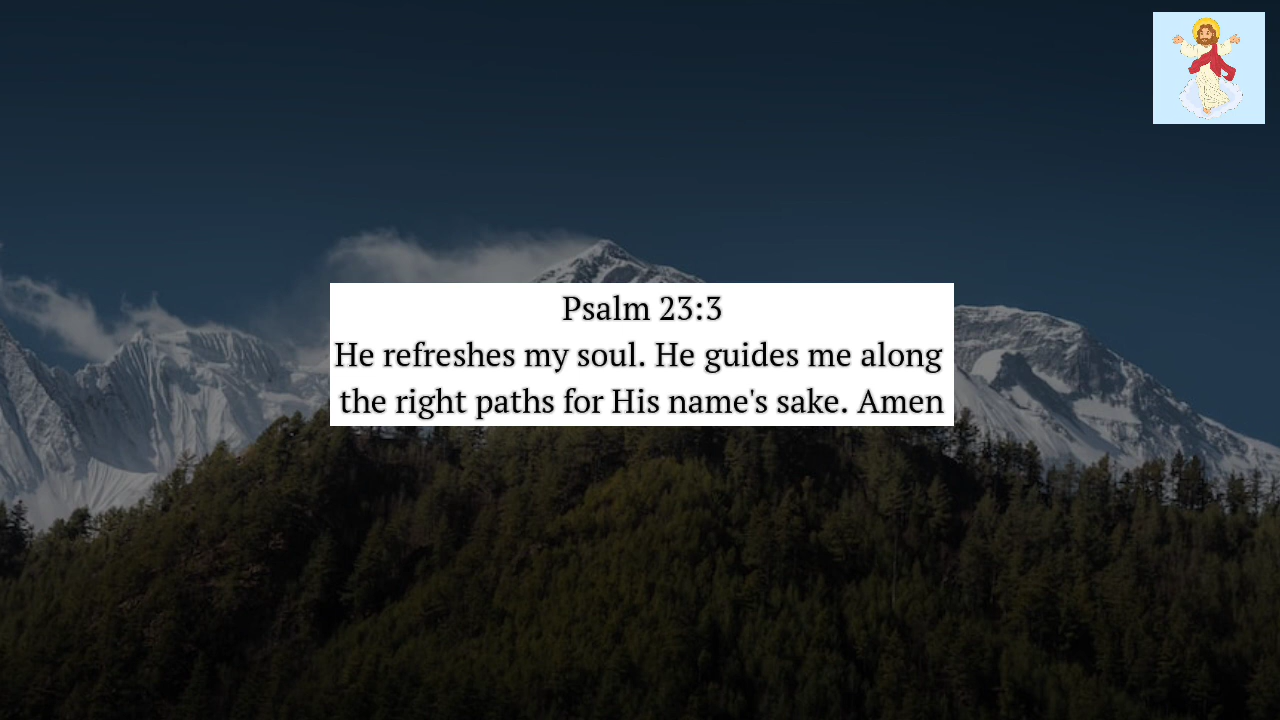 Psalm 23:3
He refreshes my soul. He guides me along
the right paths for His name's sake. Amen